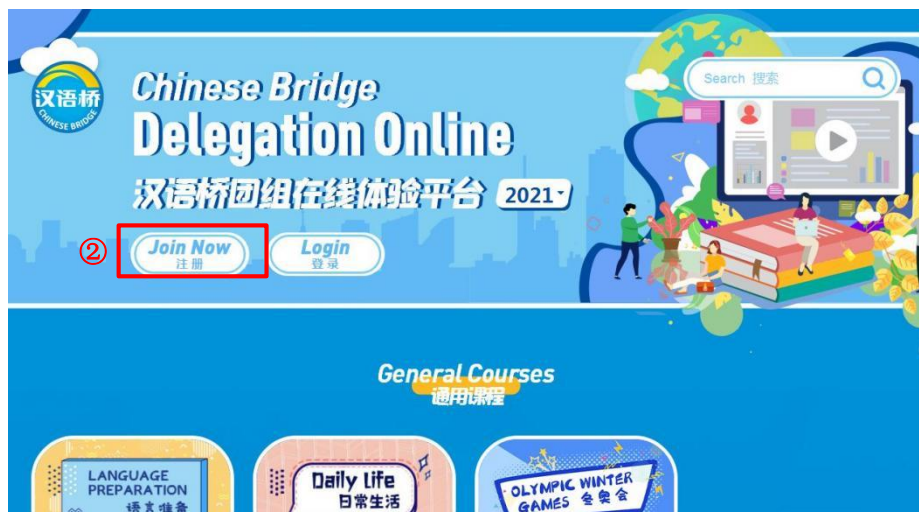 汉语桥
CHINESE BRIDGE
Chinese Bridge
Delegation Online
汉语桥团组在线体验平台 2021
Search 搜索
② Join Now
注册
Login
登录
General Courses
通用课程
LANGUAGE
PREPARATION
语言准备
Daily Life
日常生活
OLYMPIC WINTER
GAMES 冬奥会